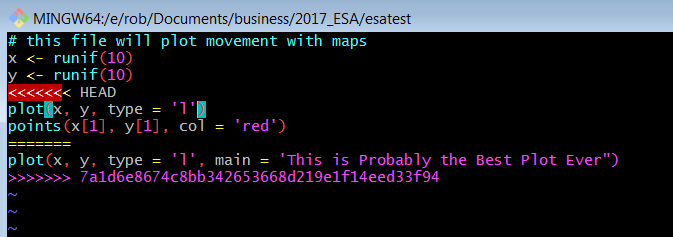 MINGW64:/e/rob/Documents/business/2017_ESA/esatest
# this file will plot movement with maps
x <- runif(10)
y <- runif(10)
<<<<<<< HEAD
plot(x, y, type = 'l')
points(x[1], y[1], col = 'red')
=======
plot(x, y, type = 'l', main = 'This is Probably the Best Plot Ever")
>>>>>>> 7a1d6e8674c8bb342653668d219e1f14eed33f94
~
~
~